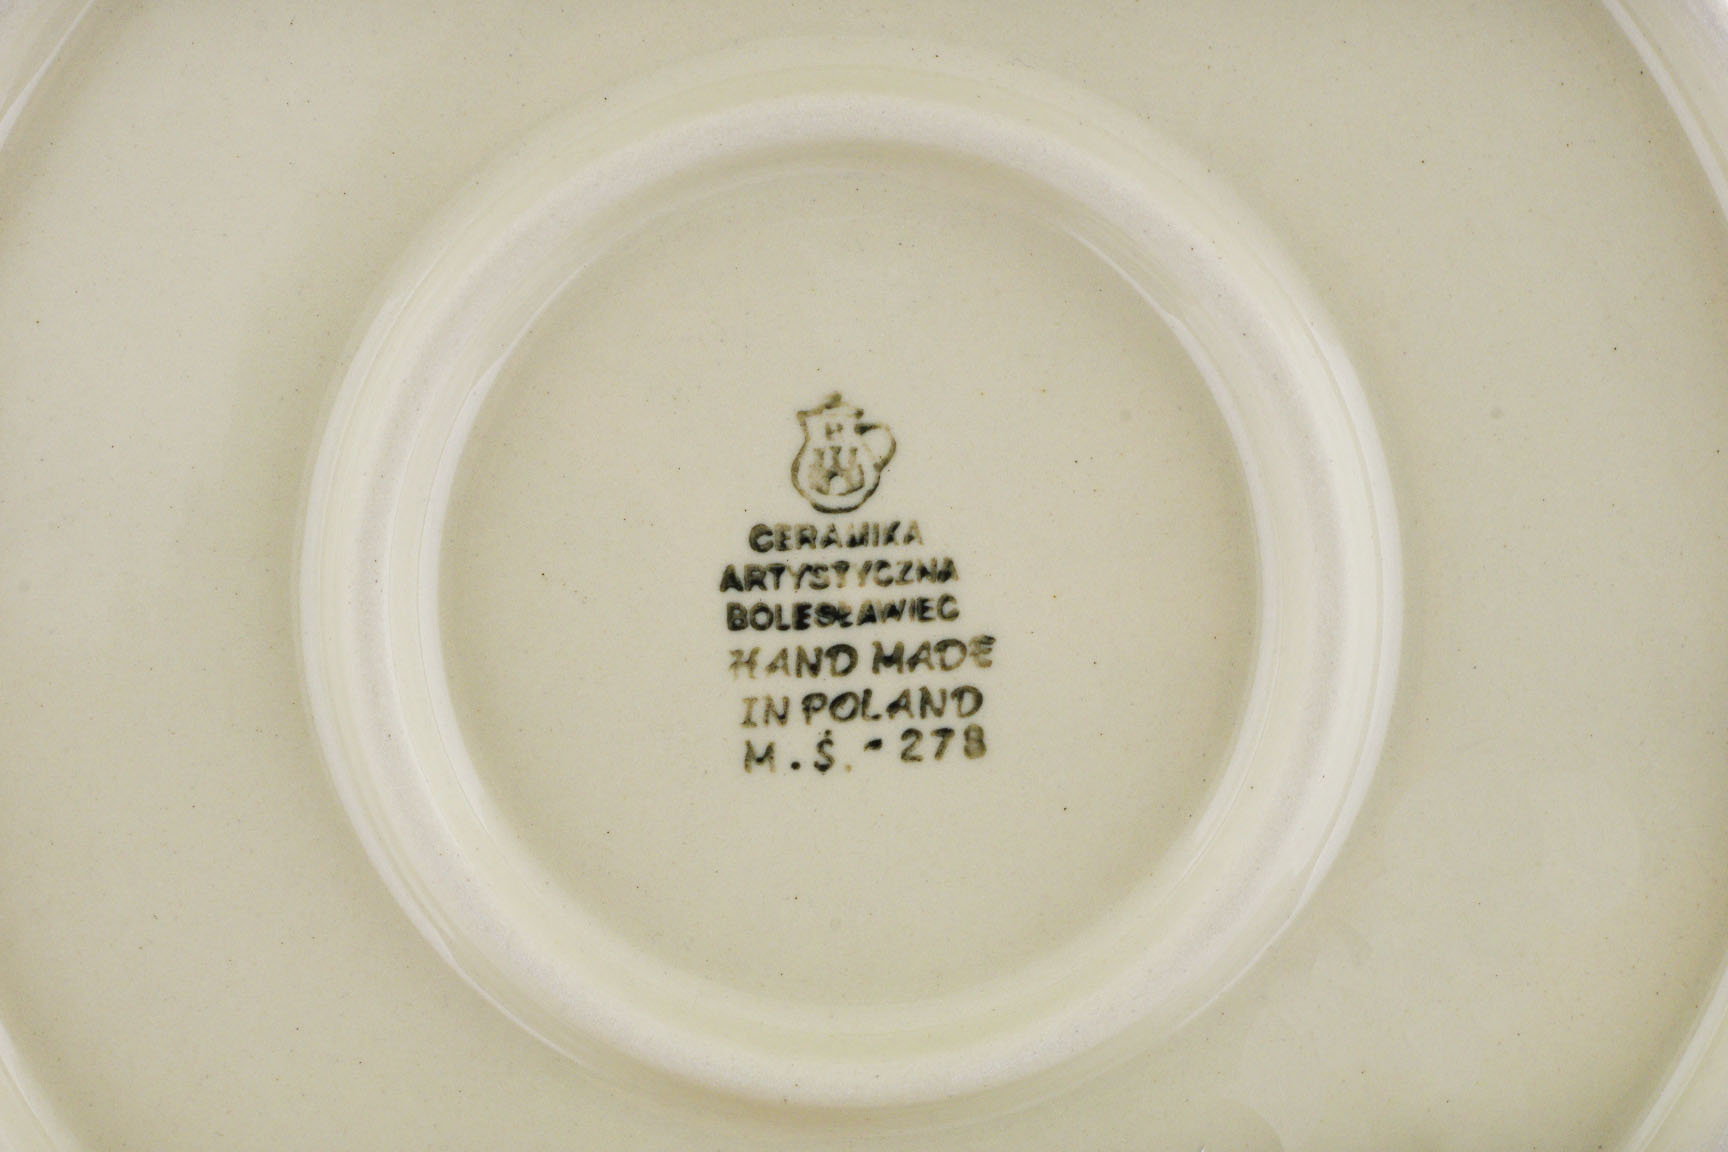 CERAMIKA
ARTYSTYCZNA
BOLESŁAWIEC
HAND MADE
IN POLAND
M.Ś.-278